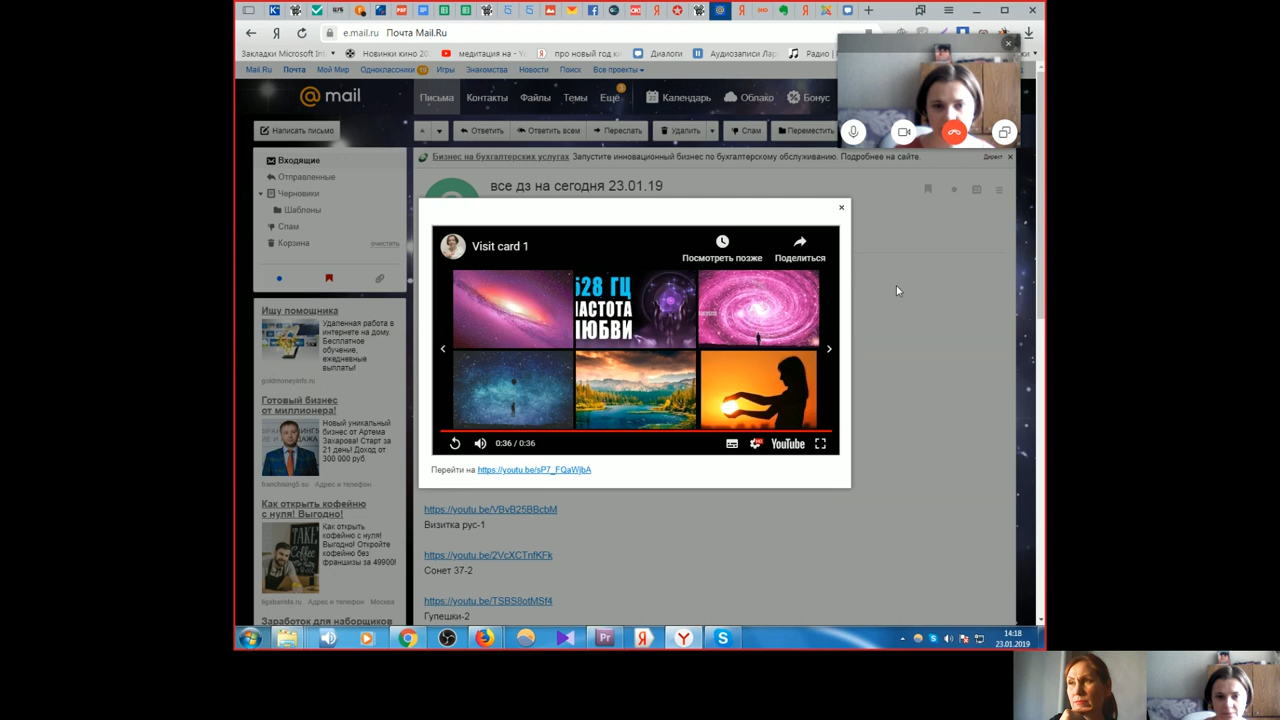 e.mail.ru Почта Mail.Ru
Закладки Microsoft Int
Новинки кино 20
медитация на - Yo
про новый год ки
Диалоги
Аудиозаписи Лар
Радио |
Mail.Ru Почта Мой Мир Одноклассники Игры Знакомства Новости Поиск Все проекты
@mail
Письма Контакты Файлы Темы Ещё Календарь Облако Бонус
Написать письмо
Ответить Ответить всем Переслать Удалить Спам Переместить
Входящие
Отправленные
Черновики
Шаблоны
Спам
Корзина очистить
Бизнес на бухгалтерских услугах Запустите инновационный бизнес по бухгалтерскому обслуживанию. Подробнее на сайте.
Директ
все дз на сегодня 23.01.19
Visit card 1
Посмотреть позже
Поделиться
528 ГЦ
ЧАСТОТА
ЛЮБВИ
0:36 / 0:36
YouTube
Перейти на https://youtu.be/sP7_FQaWjbA
https://youtu.be/VBvB25BBcbM
Визитка рус-1
https://youtu.be/2VcXCTnfKFk
Сонет 37-2
https://youtu.be/TSBS8otMSf4
Гупешки-2
Ищу помощника
Удаленная работа в
интернете на дому.
Бесплатное
обучение,
ежедневные
выплаты!
goldmoneyinfo.ru
Готовый бизнес
от миллионера!
Новый уникальный
бизнес от Артема
Захарова! Старт за
21 день! Доход от
300 000 руб.
franchising5.su Адрес и телефон
Как открыть кофейню
с нуля! Выгодно!
Как открыть
кофейню с нуля!
Выгодно! Откройте
кофейню без
франшизы за 49900!
TAKE
bigabarista.ru Адрес и телефон Москва
Заработок для наборщиков
14:18
23.01.2019